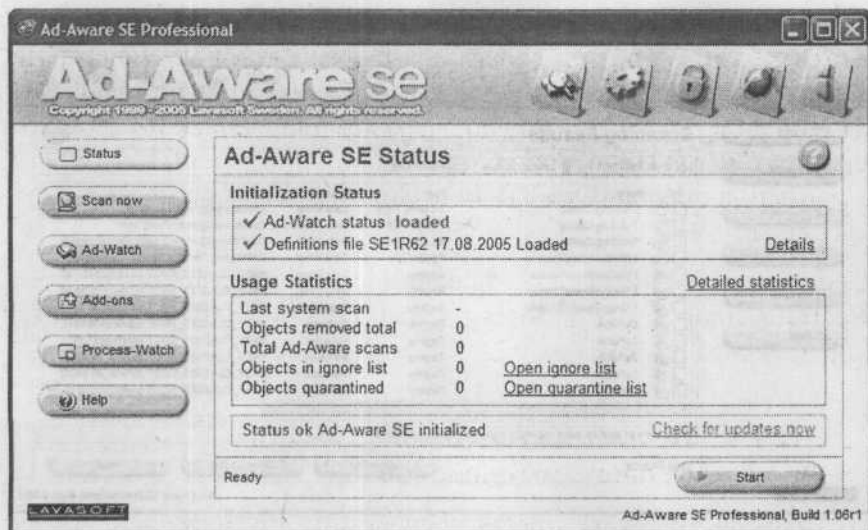 Ad-Aware SE Professional
Ad-Aware se
Copyright 1999 - 2005 Lavasoft Sweden. All rights reserved.
Status
Scan now
Ad-Watch
Add-ons
Process-Watch
Help
Ad-Aware SE Status
Initialization Status
Ad-Watch status loaded
Definitions file SE1R62 17.08.2005 Loaded Details
Usage Statistics Detailed statistics
Last system scan -
Objects removed total 0
Total Ad-Aware scans 0
Objects in ignore list 0 Open ignore list
Objects quarantined 0 Open quarantine list
Status ok Ad-Aware SE initialized Check for updates now
Ready Start
LAVASOFT Ad-Aware SE Professional, Build 1.06r1